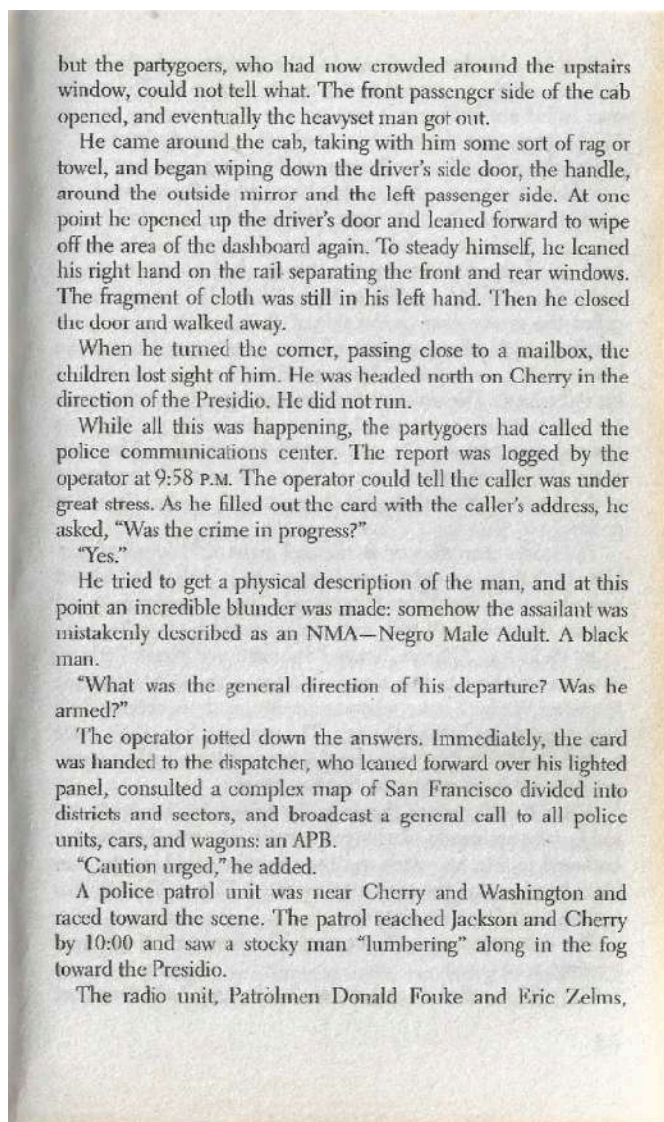 but the partygoers, who had now crowded around the upstairs
window, could not tell what. The front passenger side of the cab
opened, and eventually the heavyset man got out.
He came around the cab, taking with him some sort of rag or
towel, and began wiping down the driver's side door, the handle,
around the outside mirror and the left passenger side. At one
point he opened up the driver's door and leaned forward to wipe
off the area of the dashboard again. To steady himself, he leaned
his right hand on the rail separating the front and rear windows.
The fragment of cloth was still in his left hand. Then he closed
the door and walked away.
When he turned the corner, passing close to a mailbox, the
children lost sight of him. He was headed north on Cherry in the
direction of the Presidio. He did not run.
While all this was happening, the partygoers had called the
police communications center. The report was logged by the
operator at 9:58 P.M. The operator could tell the caller was under
great stress. As he filled out the card with the caller's address, he
asked, “Was the crime in progress?”
“Yes.”
He tried to get a physical description of the man, and at this
point an incredible blunder was made: somehow the assailant was
mistakenly described as an NMA—Negro Male Adult. A black
man.
“What was the general direction of his departure? Was he
armed?”
The operator jotted down the answers. Immediately, the card
was handed to the dispatcher, who leaned forward over his lighted
panel, consulted a complex map of San Francisco divided into
districts and sectors, and broadcast a general call to all police
units, cars, and wagons: an APB.
“Caution urged,” he added.
A police patrol unit was near Cherry and Washington and
raced toward the scene. The patrol reached Jackson and Cherry
by 10:00 and saw a stocky man “lumbering” along in the fog
toward the Presidio.
The radio unit, Patrolmen Donald Fouke and Eric Zelms,